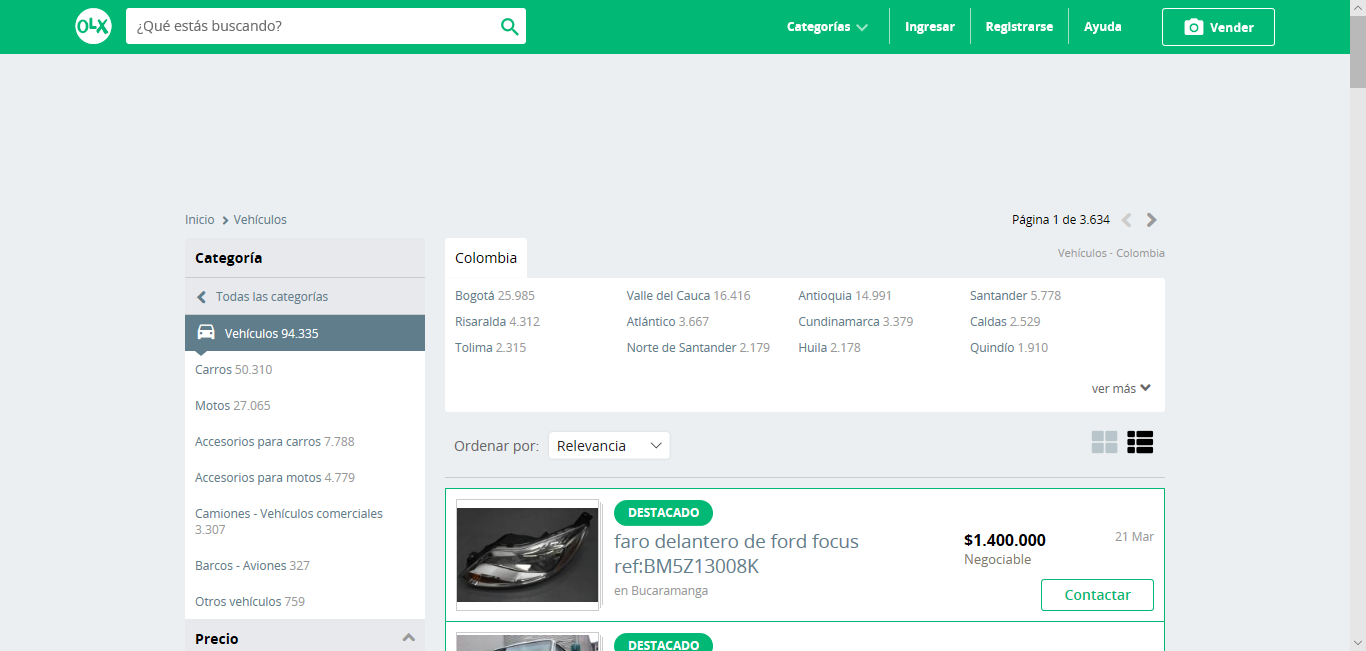 OLX
¿Qué estás buscando?
Categorías
Ingresar
Registrarse
Ayuda
Vender
Inicio
Vehículos
Página 1 de 3.634
Categoría
Todas las categorías
Vehículos 94.335
Carros 50.310
Motos 27.065
Accesorios para carros 7.788
Accesorios para motos 4.779
Camiones - Vehículos comerciales
3.307
Barcos - Aviones 327
Otros vehículos 759
Precio
Colombia
Vehículos - Colombia
Bogotá 25.985
Valle del Cauca 16.416
Antioquia 14.991
Santander 5.778
Risaralda 4.312
Atlántico 3.667
Cundinamarca 3.379
Caldas 2.529
Tolima 2.315
Norte de Santander 2.179
Huila 2.178
Quindío 1.910
ver más
Ordenar por:
Relevancia
DESTACADO
faro delantero de ford focus
ref:BM5Z13008K
en Bucaramanga
$1.400.000
Negociable
21 Mar
Contactar
DESTACADO